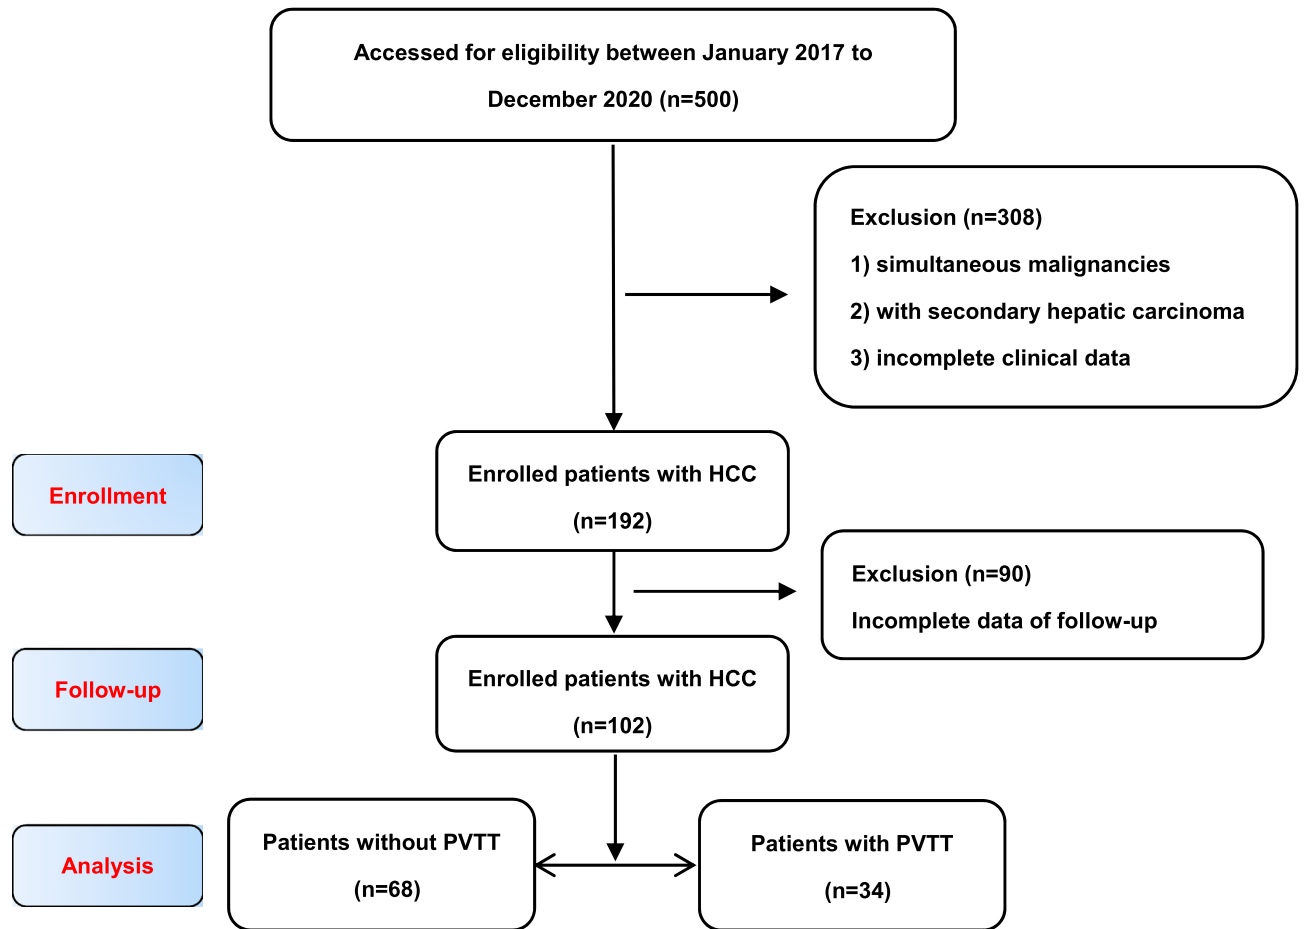 Accessed for eligibility between January 2017 to
December 2020 (n=500)
Exclusion (n=308)
1) simultaneous malignancies
2) with secondary hepatic carcinoma
3) incomplete clinical data
Enrollment
Enrolled patients with HCC
(n=192)
Exclusion (n=90)
Incomplete data of follow-up
Follow-up
Enrolled patients with HCC
(n=102)
Analysis
Patients without PVTT
(n=68)
Patients with PVTT
(n=34)